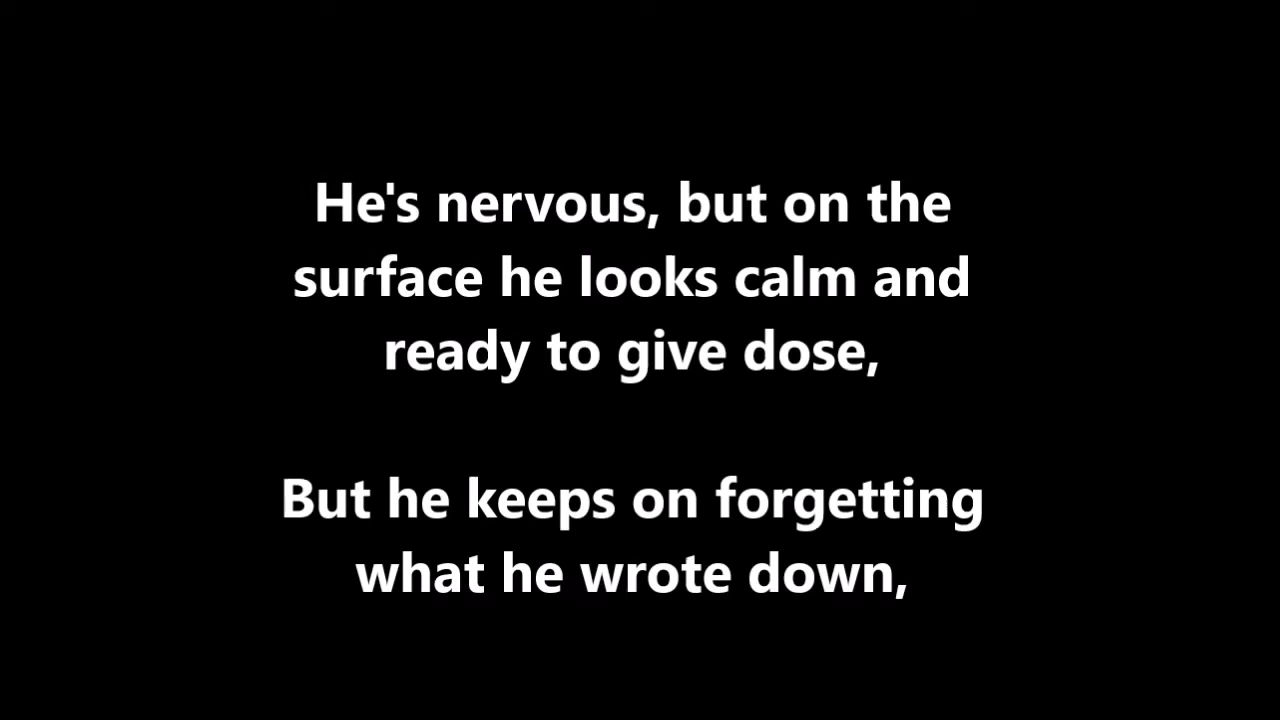 He's nervous, but on the
surface he looks calm and
ready to give dose,
But he keeps on forgetting
what he wrote down,